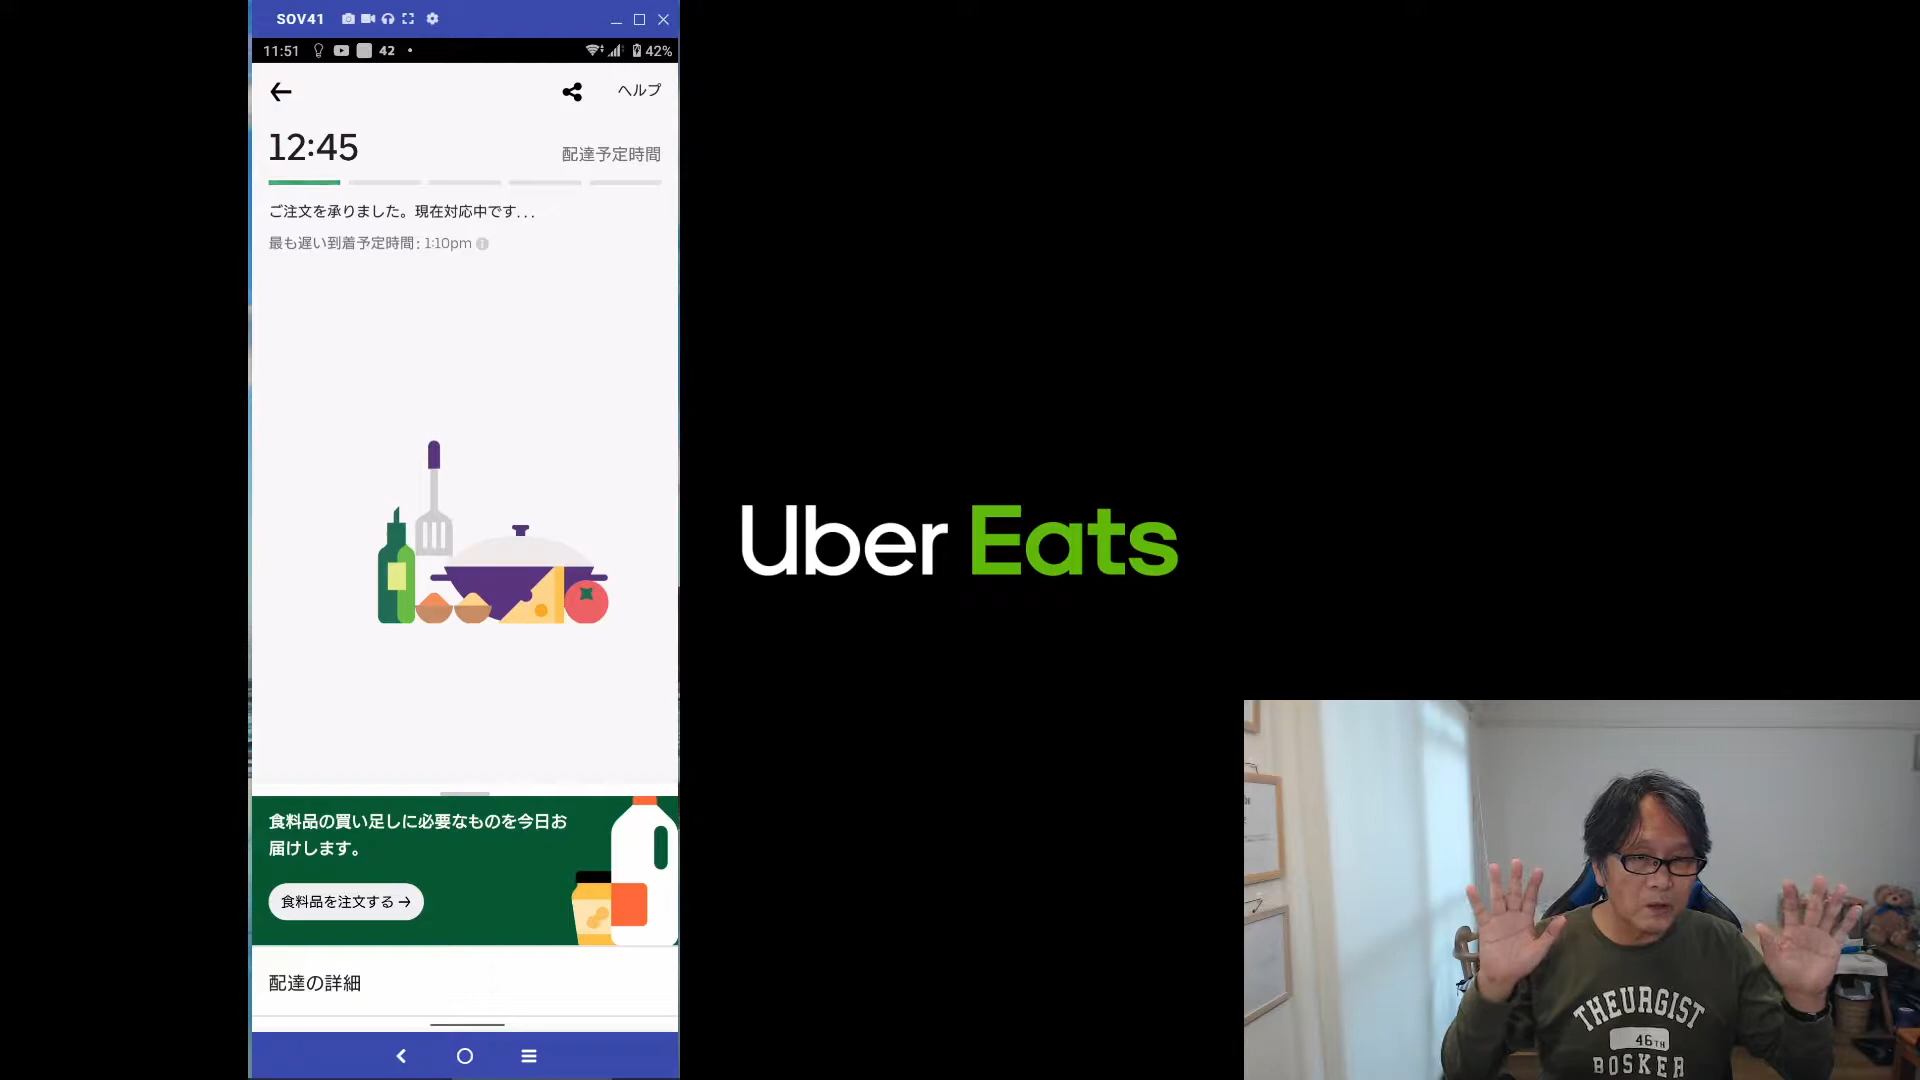 SOV41
11:51 42 42%
ヘルプ
12:45
配達予定時間
ご注文を承りました。現在対応中です...
最も遅い到着予定時間: 1:10pm
食料品の買い足しに必要なものを今日お
届けします。
食料品を注文する →
配達の詳細
Uber Eats
THEURGIST
46TH
BOSKER